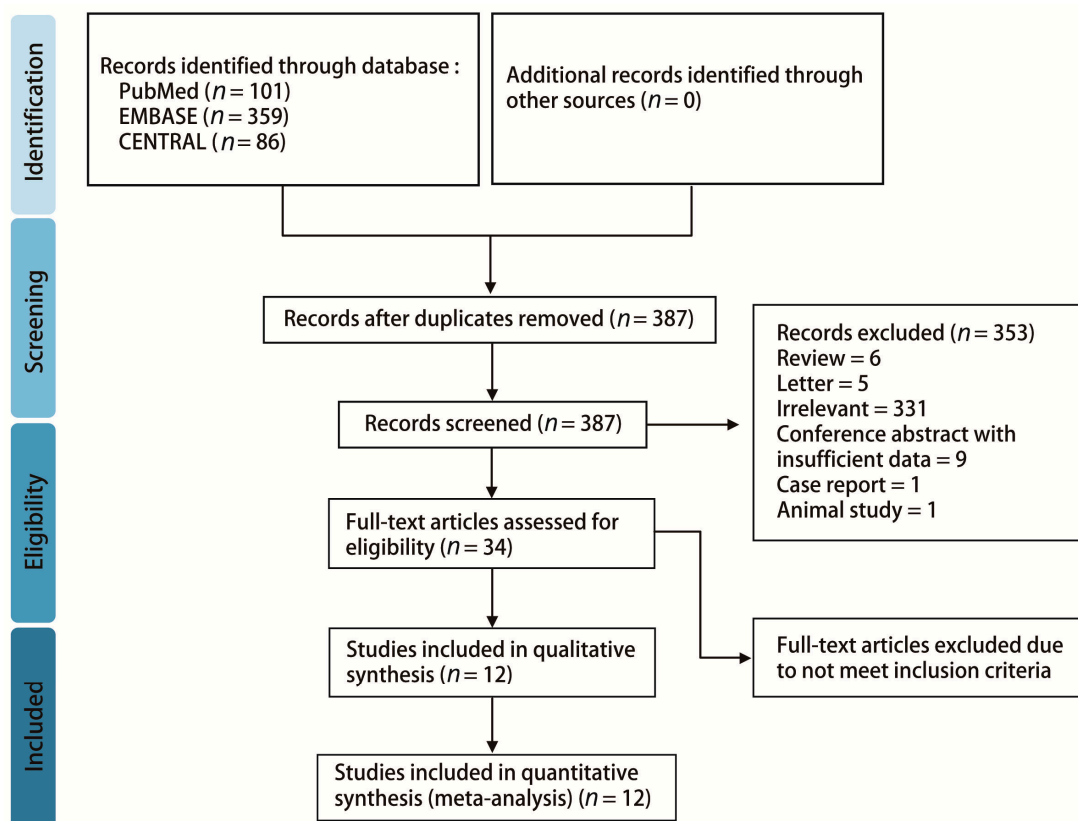 Identification
Records identified through database :
PubMed (n = 101)
EMBASE (n = 359)
CENTRAL (n = 86)
Additional records identified through
other sources (n = 0)
Screening
Records after duplicates removed (n = 387)
Records screened (n = 387)
Records excluded (n = 353)
Review = 6
Letter = 5
Irrelevant = 331
Conference abstract with
insufficient data = 9
Case report = 1
Animal study = 1
Eligibility
Full-text articles assessed for
eligibility (n = 34)
Full-text articles excluded due
to not meet inclusion criteria
Included
Studies included in qualitative
synthesis (n = 12)
Studies included in quantitative
synthesis (meta-analysis) (n = 12)